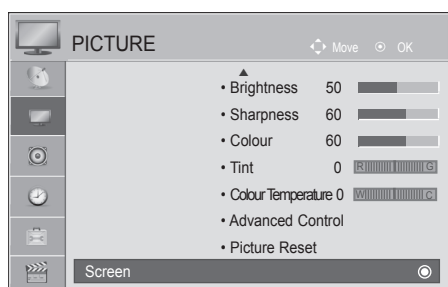 PICTURE
Move OK
• Brightness 50
• Sharpness 60
• Colour 60
• Tint 0 R G
• Colour Temperature 0 W C
• Advanced Control
• Picture Reset
Screen